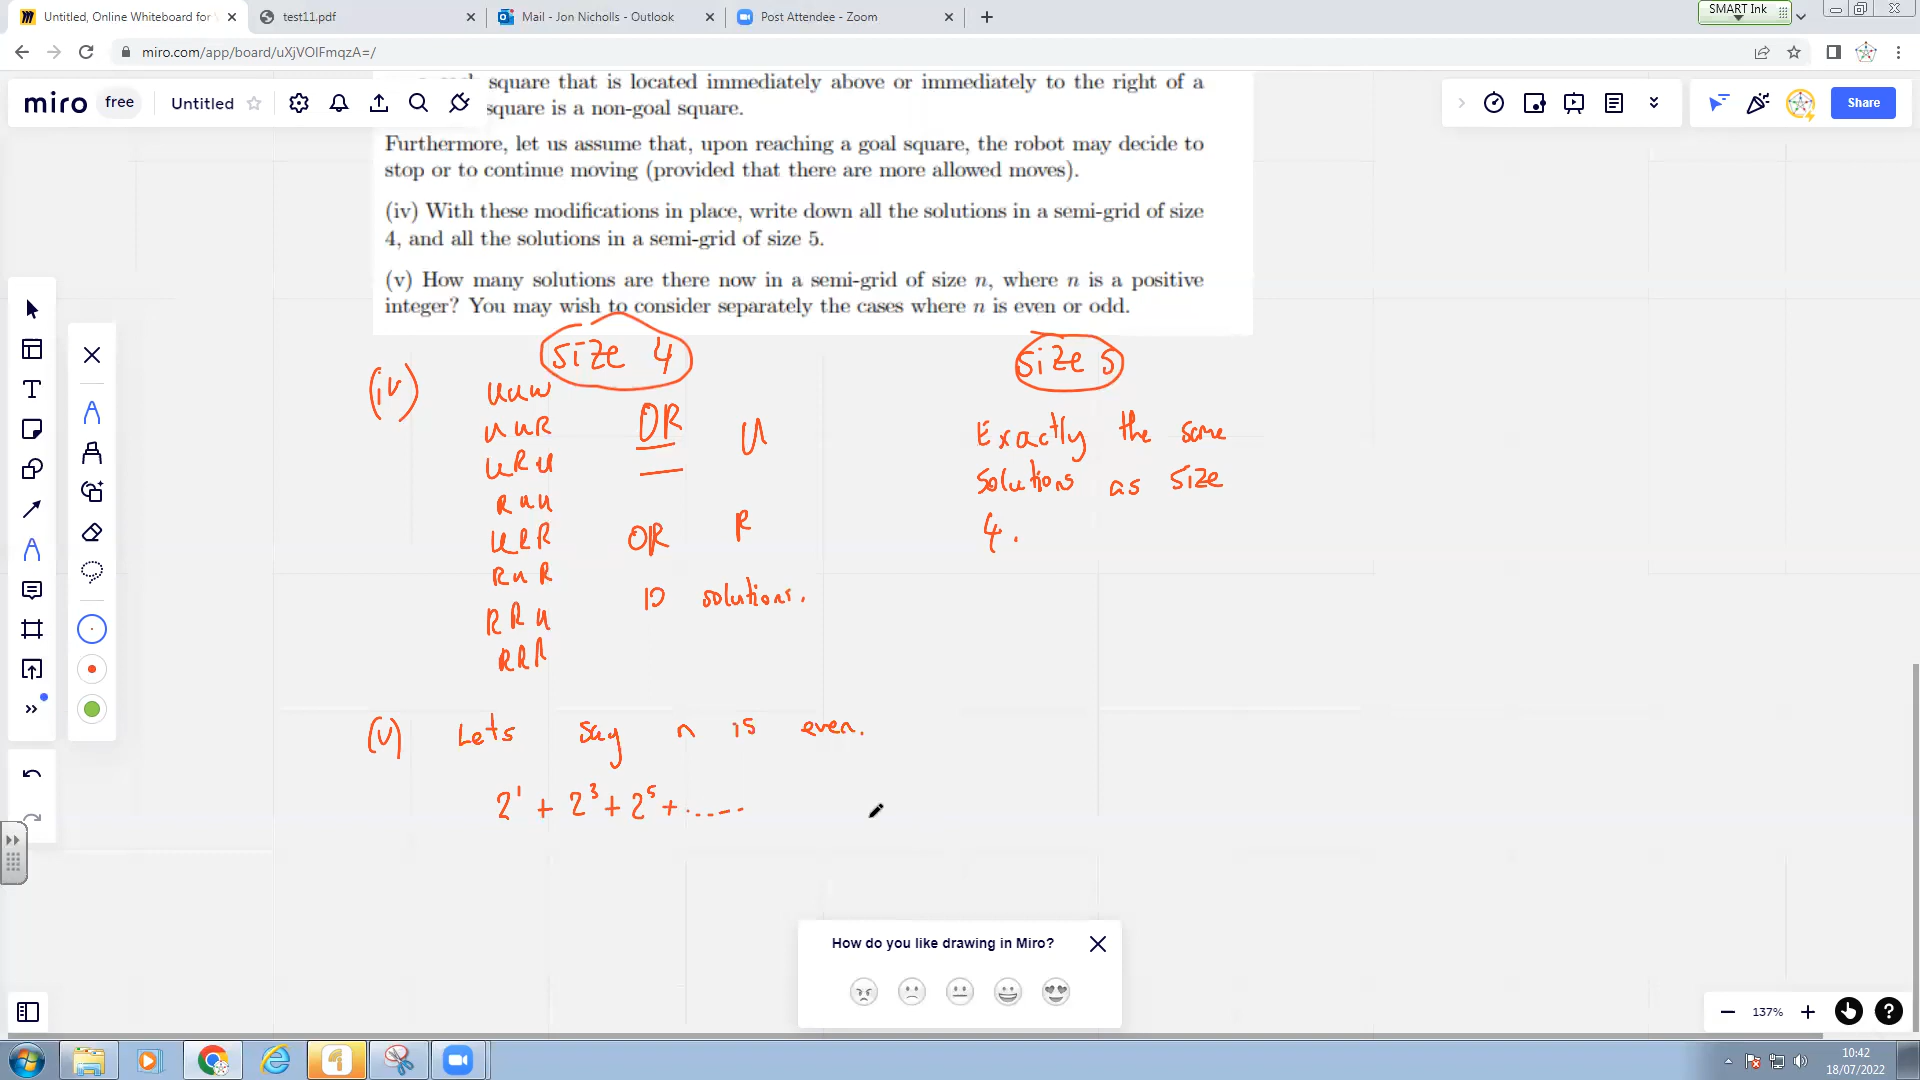 Untitled, Online Whiteboard for
test11.pdf
Mail - Jon Nicholls - Outlook
Post Attendee - Zoom
SMART Ink
miro.com/app/board/uXjVOlFmqzA=/
miro free Untitled
Share
square that is located immediately above or immediately to the right of a
square is a non-goal square.
Furthermore, let us assume that, upon reaching a goal square, the robot may decide to
stop or to continue moving (provided that there are more allowed moves).
(iv) With these modifications in place, write down all the solutions in a semi-grid of size
4, and all the solutions in a semi-grid of size 5.
(v) How many solutions are there now in a semi-grid of size n, where n is a positive
integer? You may wish to consider separately the cases where n is even or odd.
size 4
size 5
(iv)
UUU
UUR
URU
RUU
URR
RUR
RRU
RRR
OR U
OR R
10 solutions.
Exactly the same
solutions as size
4.
(v) Lets say n is even.
2¹ + 2³ + 2⁵ + ......
How do you like drawing in Miro?
137%
10:42
18/07/2022